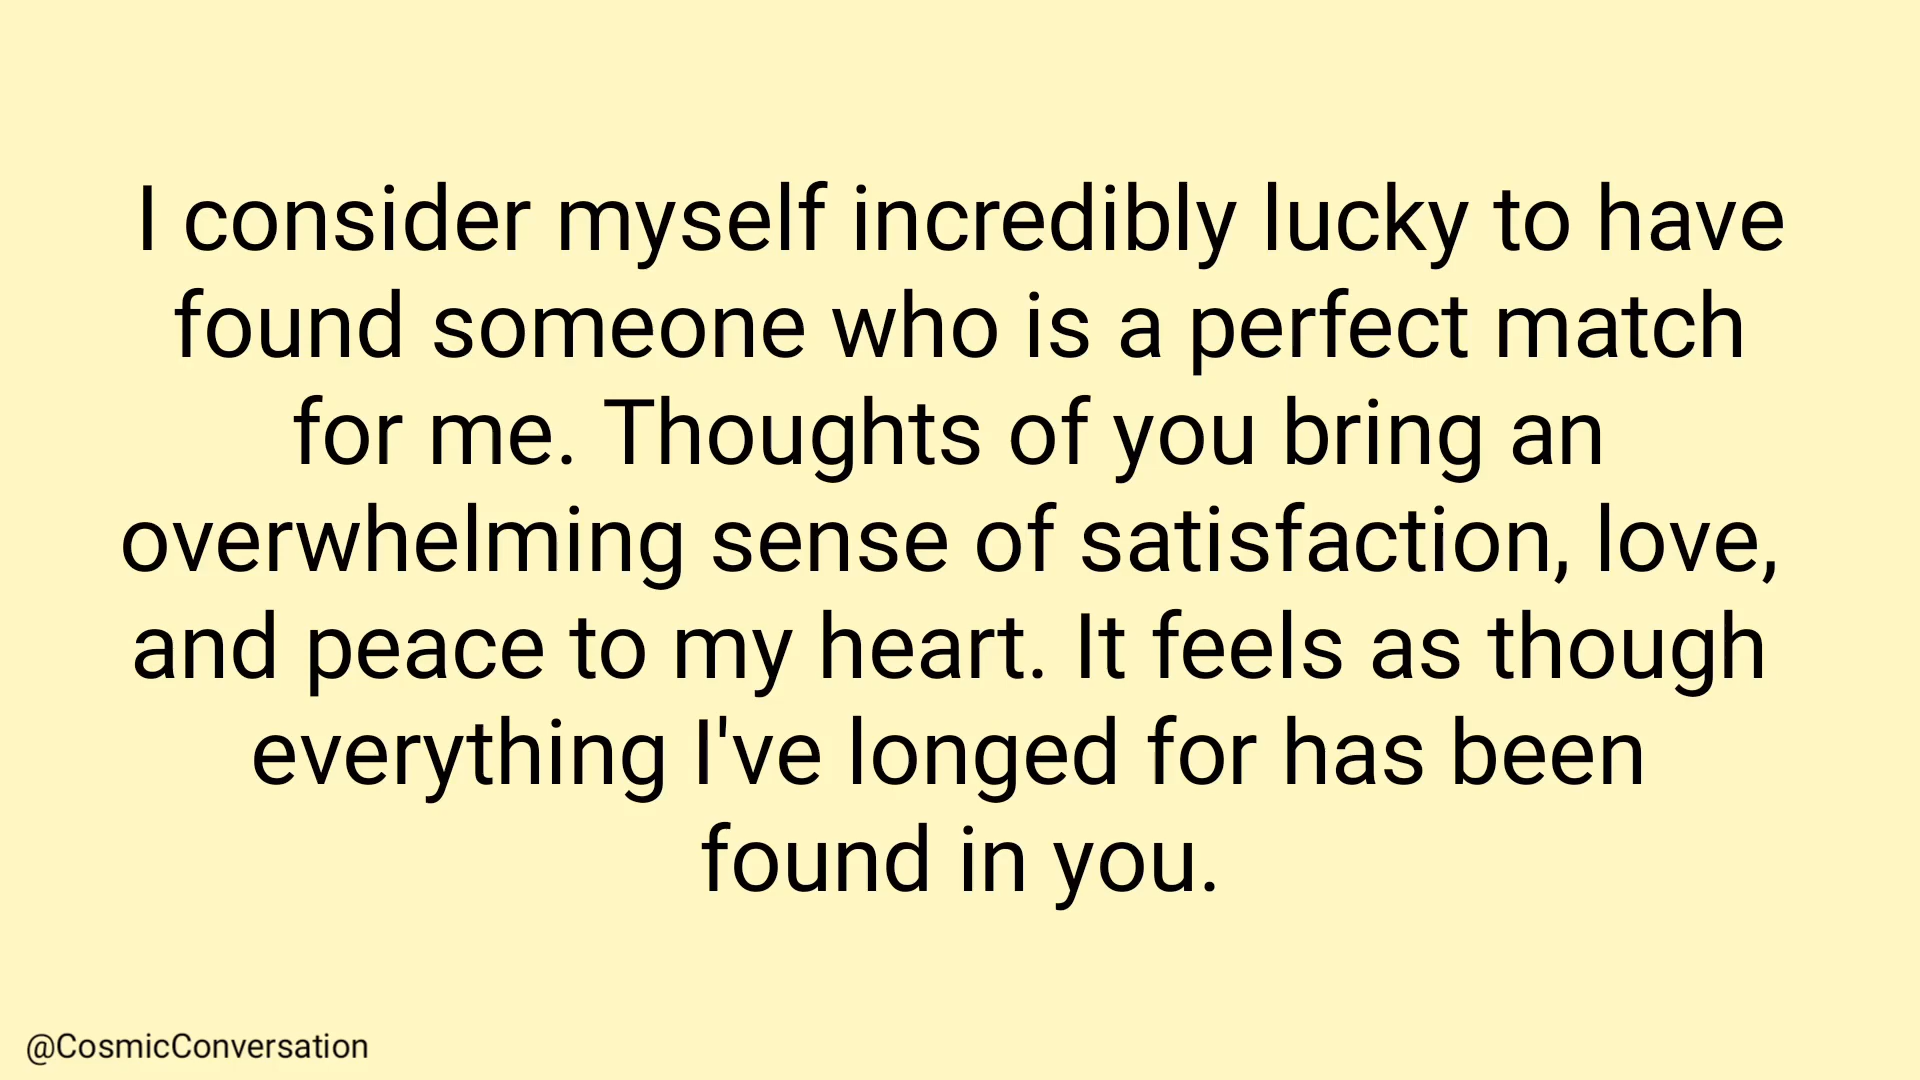 I consider myself incredibly lucky to have
found someone who is a perfect match
for me. Thoughts of you bring an
overwhelming sense of satisfaction, love,
and peace to my heart. It feels as though
everything I've longed for has been
found in you.
@CosmicConversation